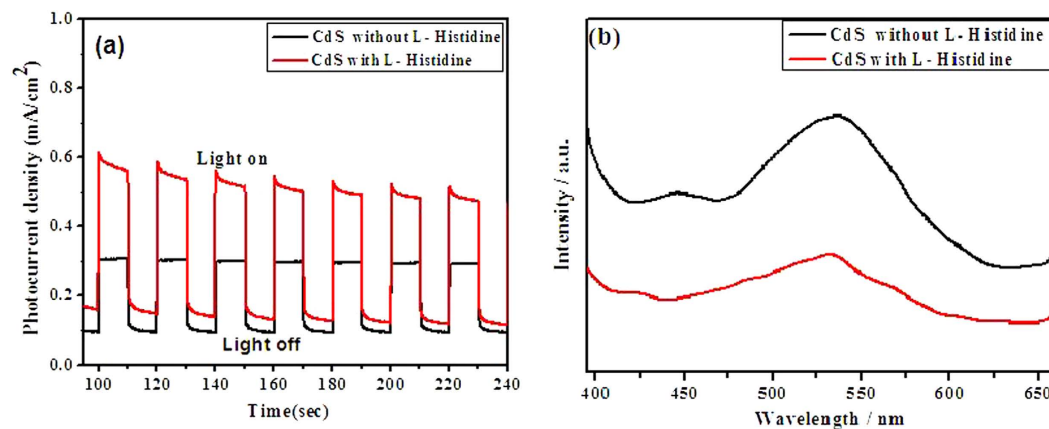 (a)
CdS without L - Histidine
CdS with L - Histidine
Light on
Light off
Photocurrent density (mA/cm²)
1.0
0.8
0.6
0.4
0.2
0.0
100 120 140 160 180 200 220 240
Time(sec)
(b)
CdS without L - Histidine
CdS with L - Histidine
Intensity / a.u.
400 450 500 550 600 650
Wavelength / nm